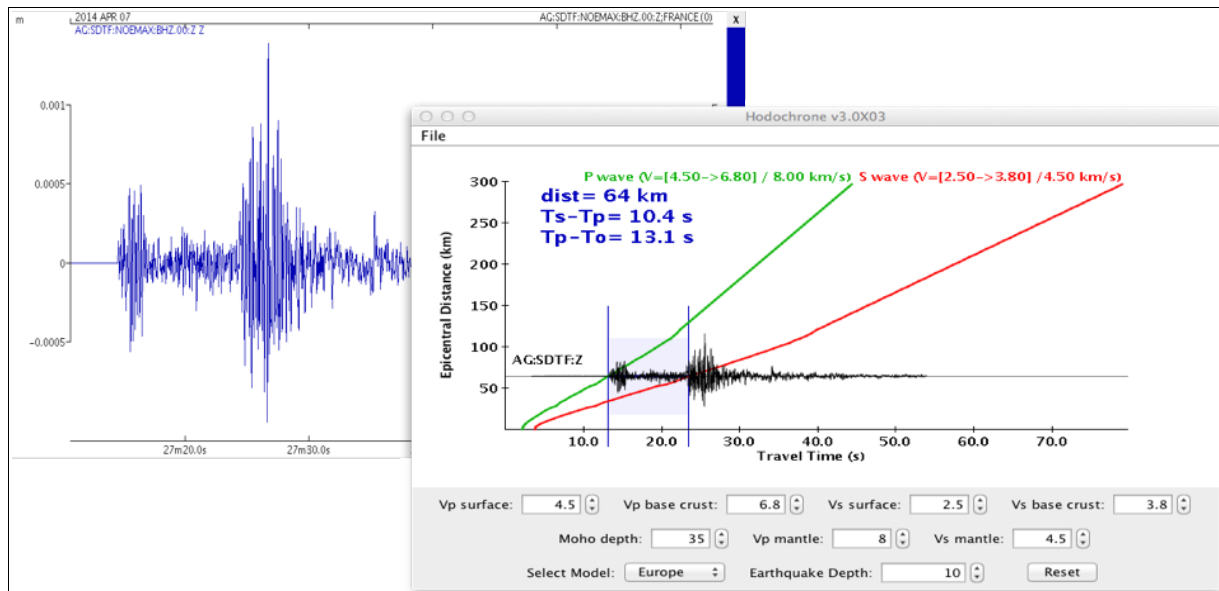 m
2014 APR 07
AG:SDTF:NOEMAX:BHZ.00:Z;FRANCE(0)
X
AG:SDTF:NOEMAX:BHZ.00:Z Z
0.001
0.0005
0
-0.0005
27m20.0s
27m30.0s
Hodochrone v3.0X03
File
P wave (V=[4.50->6.80] / 8.00 km/s)
S wave (V=[2.50->3.80] /4.50 km/s)
dist= 64 km
Ts-Tp= 10.4 s
Tp-To= 13.1 s
Epicentral Distance (km)
300
250
200
150
100
50
AG:SDTF:Z
10.0 20.0 30.0 40.0 50.0 60.0 70.0
Travel Time (s)
Vp surface: 4.5 Vp base crust: 6.8 Vs surface: 2.5 Vs base crust: 3.8
Moho depth: 35 Vp mantle: 8 Vs mantle: 4.5
Select Model: Europe Earthquake Depth: 10 Reset